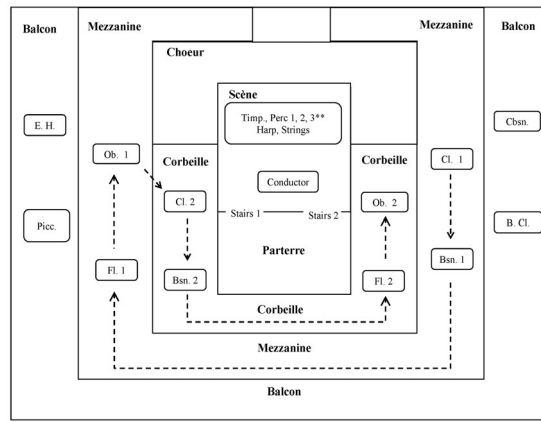 Mezzanine
Mezzanine
Balcon
Balcon
Choeur
Scène
Timp., Perc 1, 2, 3**
Harp, Strings
E. H.
Cbsn.
Ob. 1
Corbeille
Corbeille
Cl. 1
Conductor
Cl. 2
Ob. 2
Stairs 1
Stairs 2
Picc.
B. Cl.
Parterre
Fl. 1
Bsn. 2
Fl. 2
Bsn. 1
Corbeille
Mezzanine
Balcon